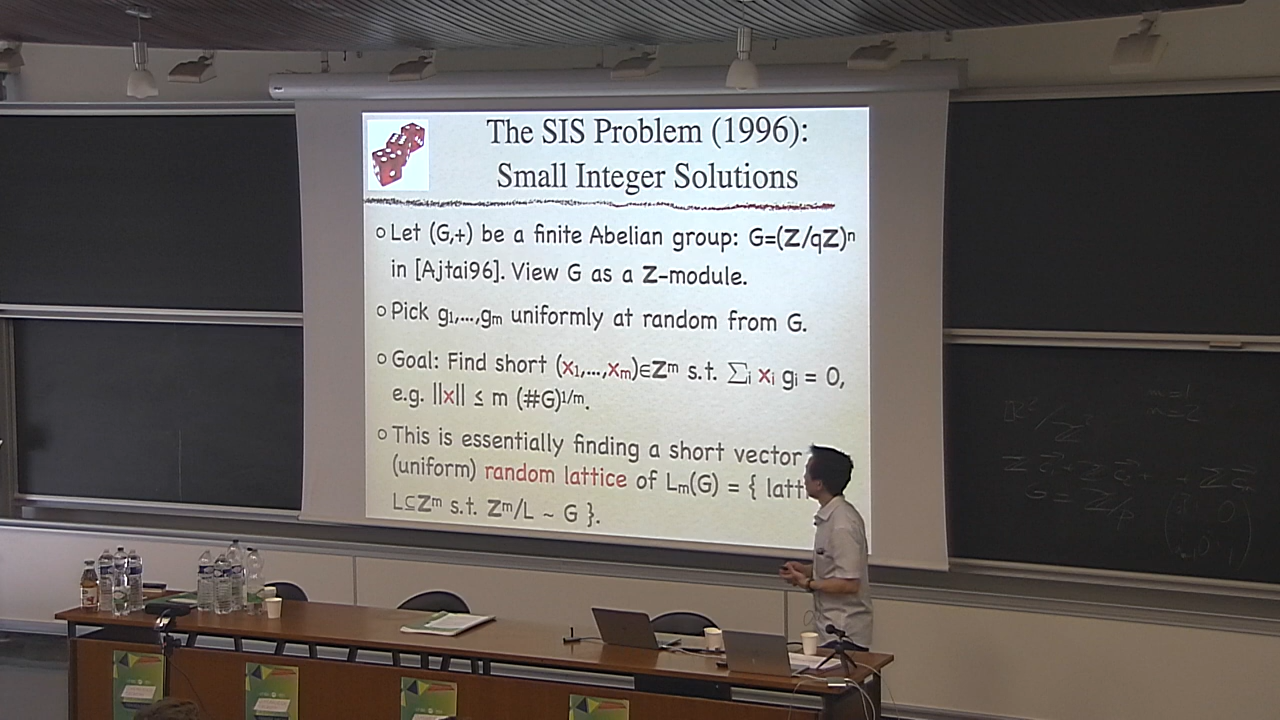 The SIS Problem (1996):
Small Integer Solutions
Let (G,+) be a finite Abelian group: G=(Z/qZ)ⁿ
in [Ajtai96]. View G as a Z-module.
Pick g₁,...,gₘ uniformly at random from G.
Goal: Find short (x₁,...,xₘ)∈Zᵐ s.t. ∑ᵢ xᵢ gᵢ = 0,
e.g. ||x|| ≤ m (#G)^1/m.
This is essentially finding a short vector
(uniform) random lattice of Lₘ(G) = { latt
L⊆Zᵐ s.t. Zᵐ/L ~ G }.